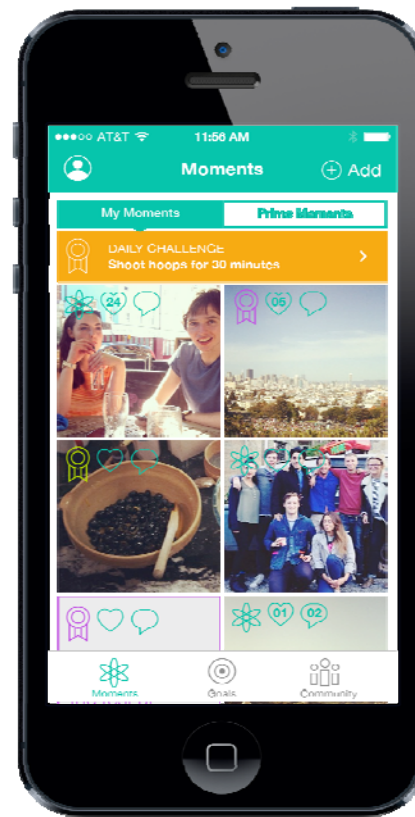 AT&T 11:56 AM
Moments
Add
My Moments Prime Moments
DAILY CHALLENGE
Shoot hoops for 30 minutes
24 05
01 02
Moments Goals Community